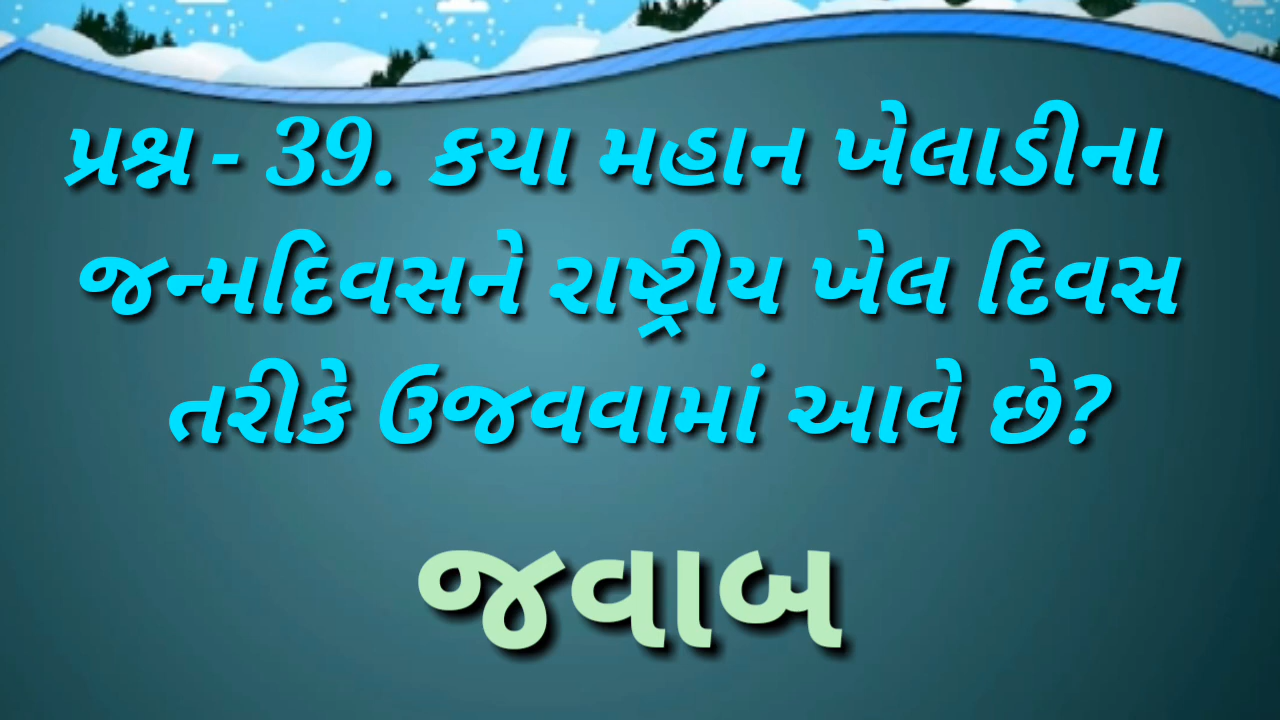 પ્રશ્ન - 39. કયા મહાન ખેલાડીના
જન્મદિવસને રાષ્ટ્રીય ખેલ દિવસ
તરીકે ઉજવવામાં આવે છે?
જવાબ